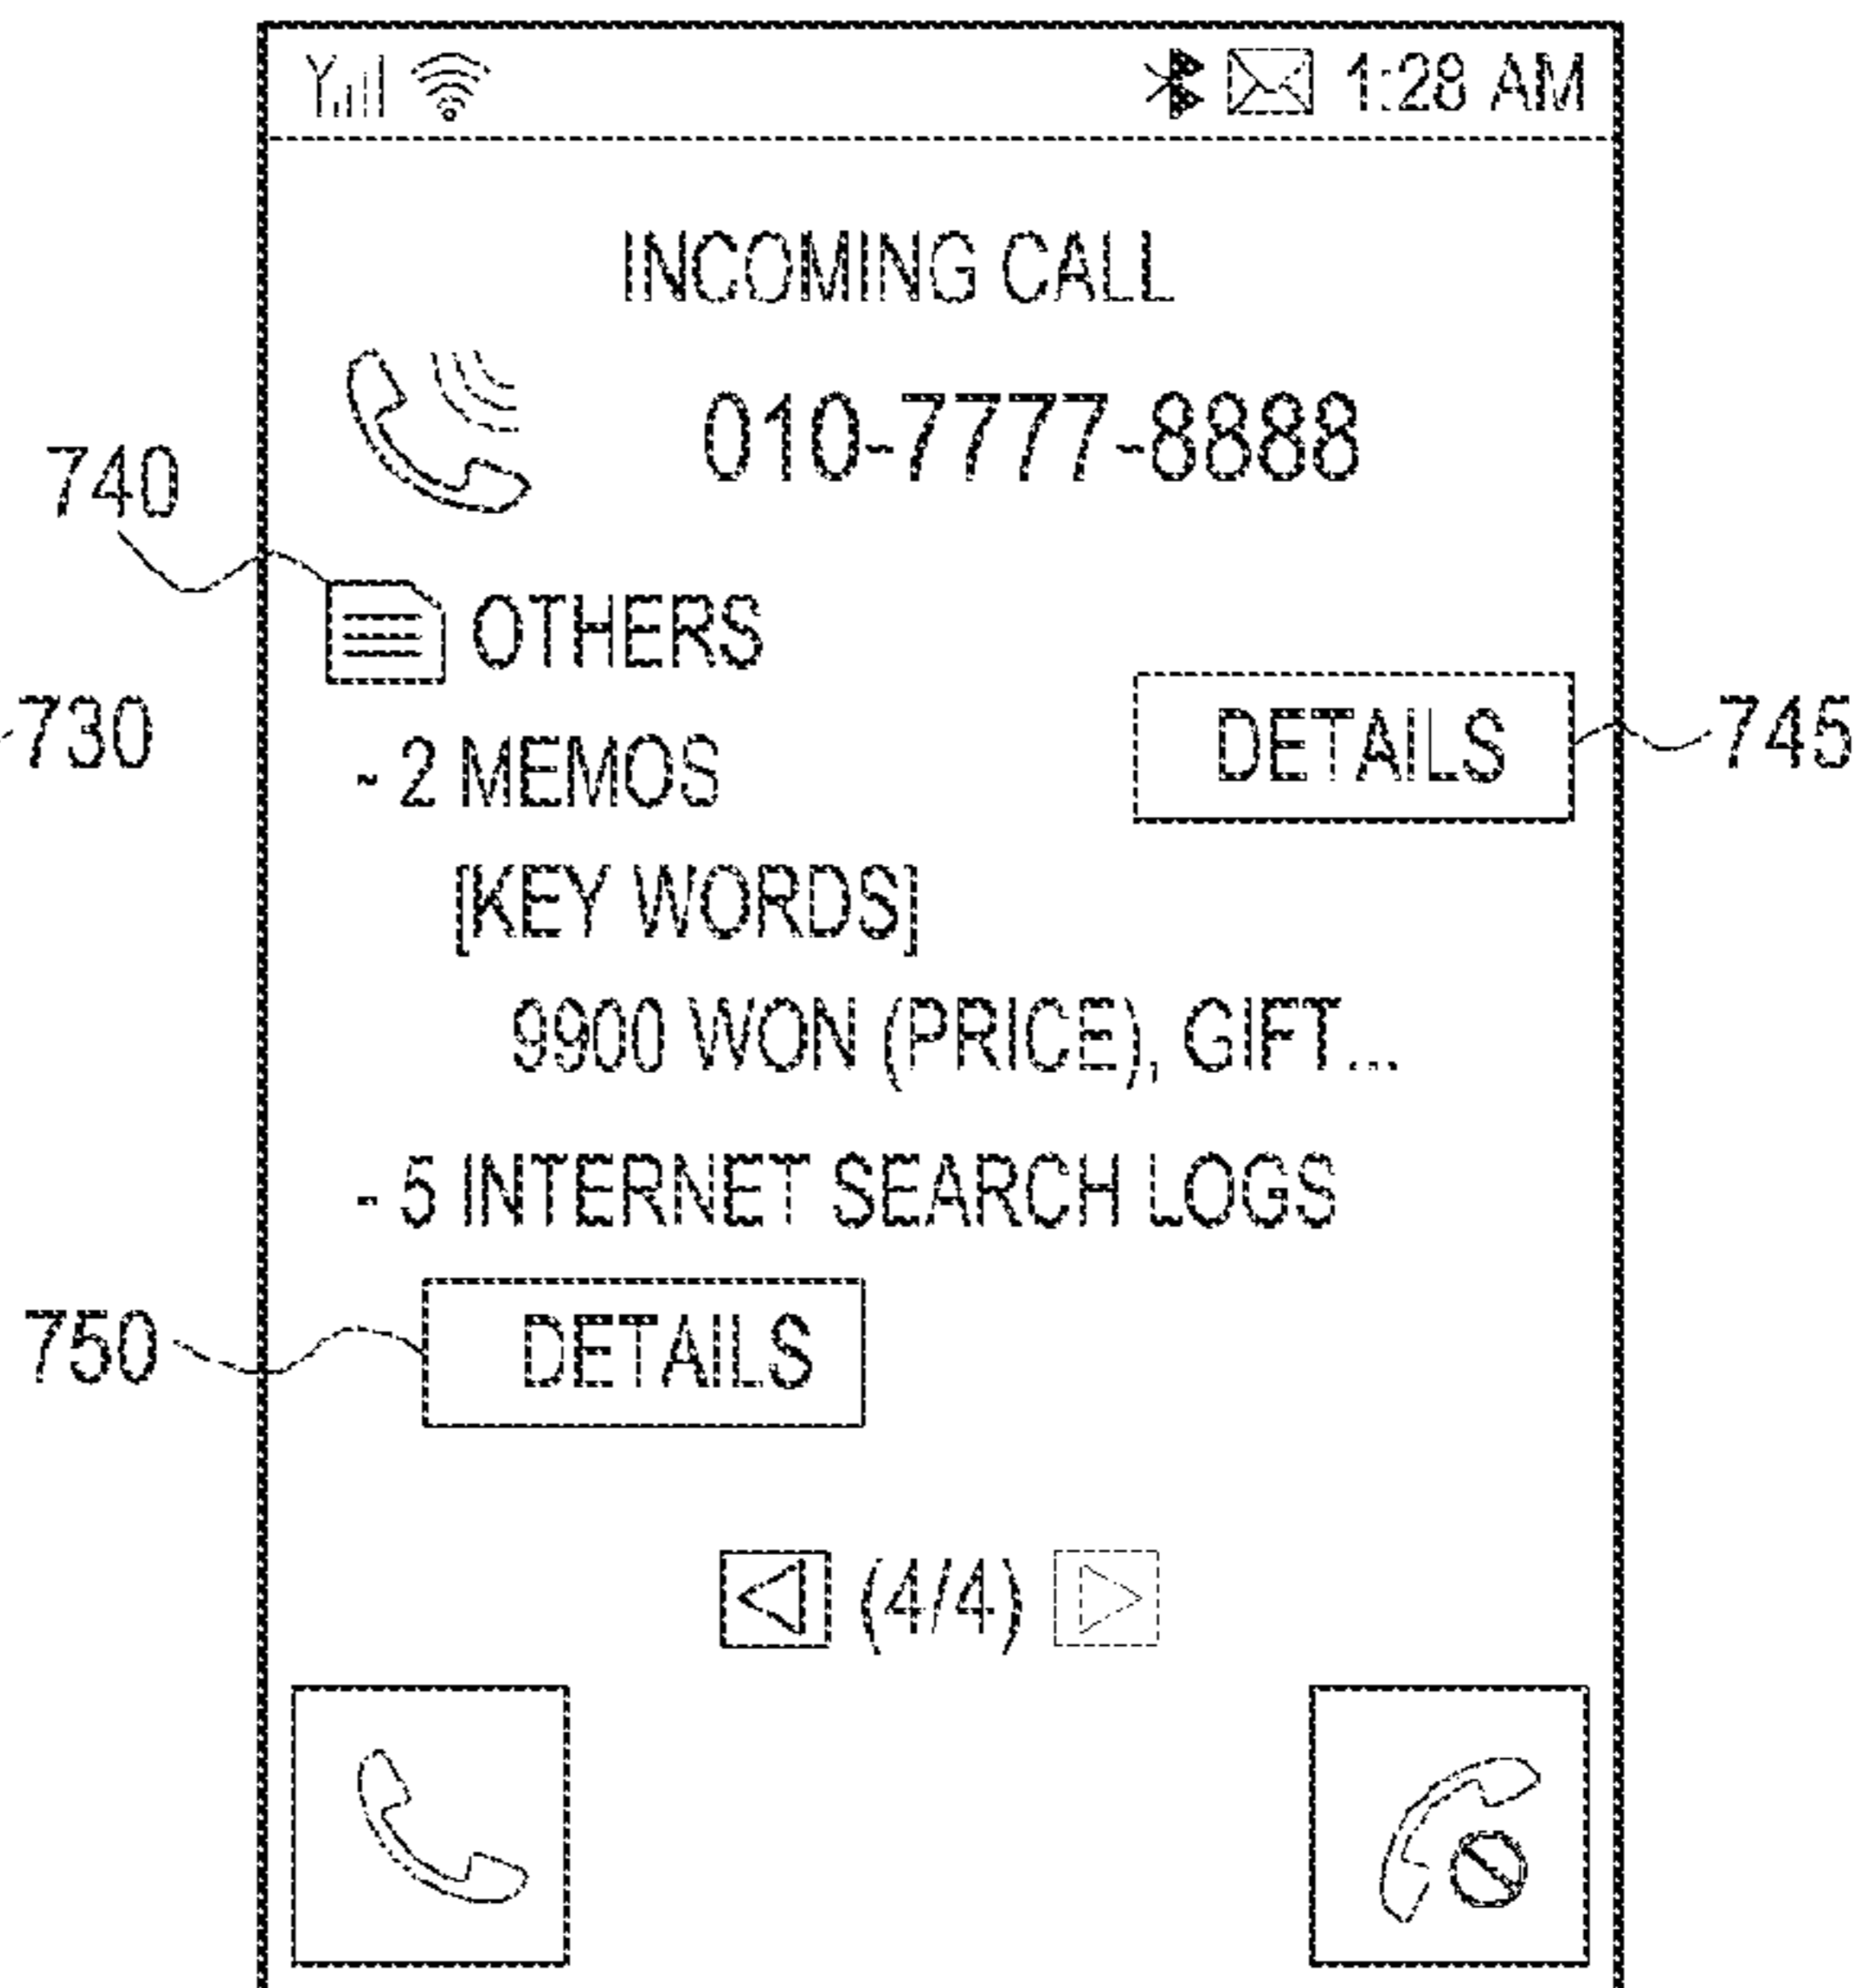 1:28 AM
INCOMING CALL
010-7777-8888
740
OTHERS
730
- 2 MEMOS
DETAILS
745
[KEY WORDS]
9900 WON (PRICE), GIFT...
- 5 INTERNET SEARCH LOGS
750
DETAILS
(4/4)